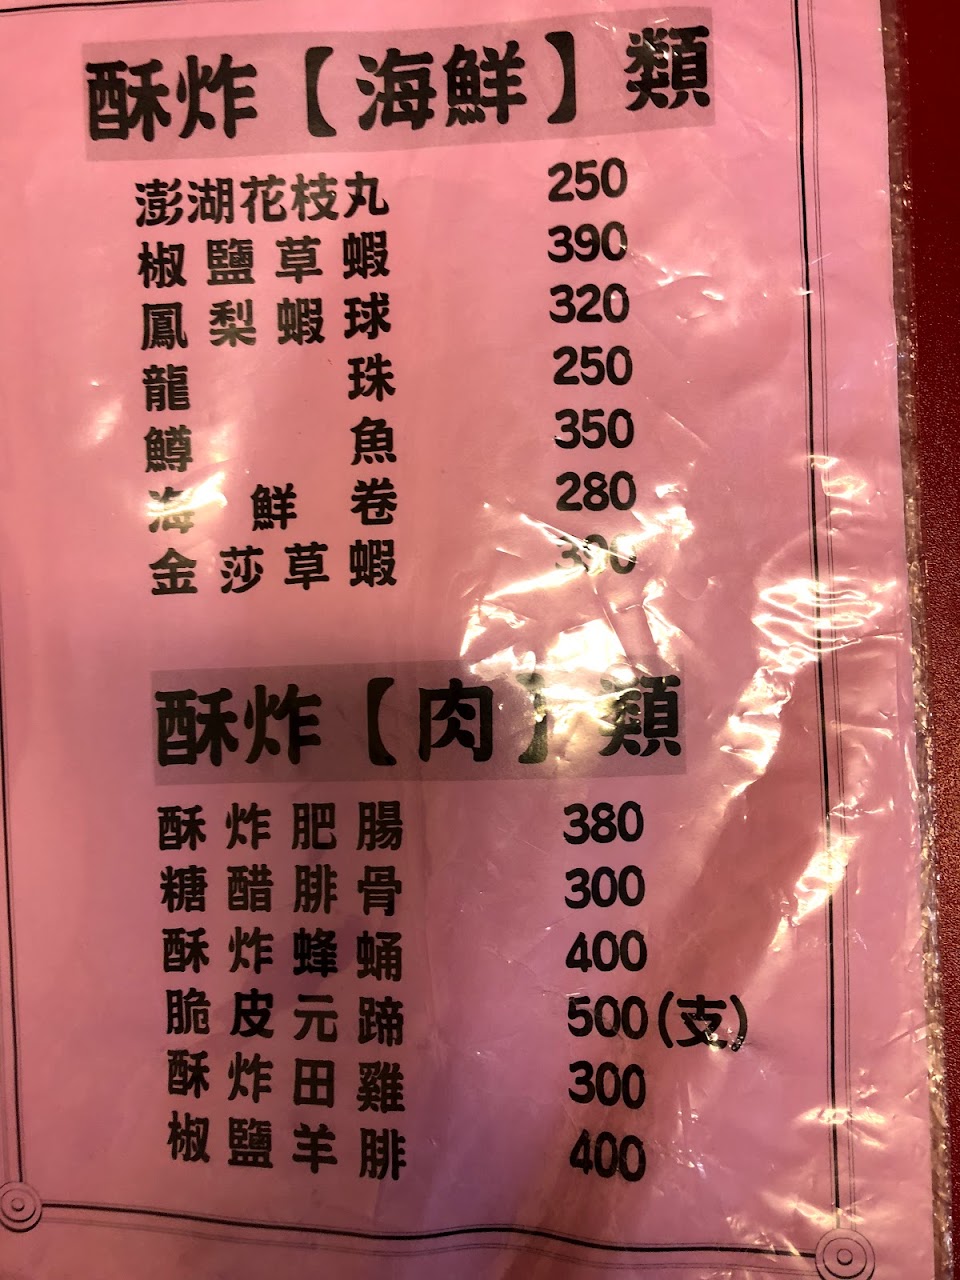 酥炸【海鮮】類
澎湖花枝丸 250
椒鹽草蝦 390
鳳梨蝦球 320
龍珠 250
鱒魚 350
海鮮卷 280
金莎草蝦
酥炸【肉】類
酥炸肥腸 380
糖醋腓骨 300
酥炸蜂蛹 400
脆皮元蹄 500(支)
酥炸田雞 300
椒鹽羊腓 400